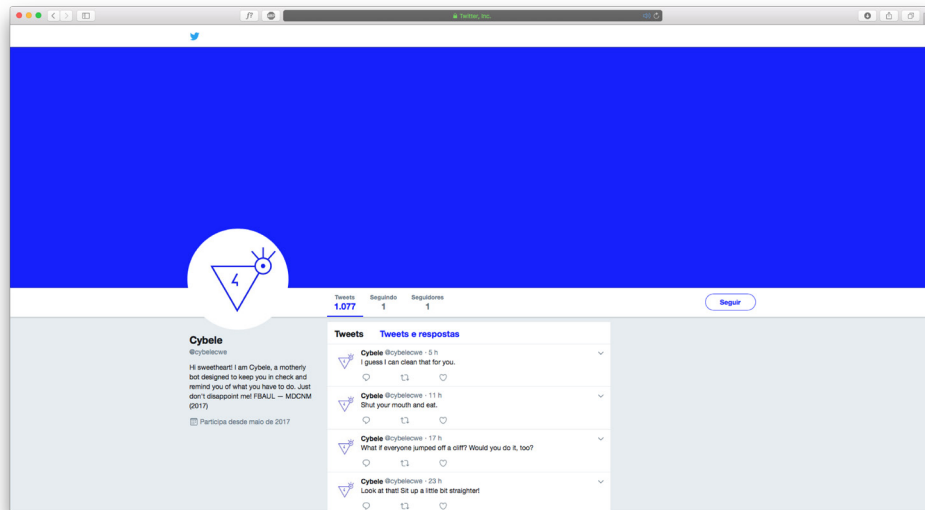 f?
Twitter, Inc.
Tweets
1.077
Seguindo
1
Seguidores
1
Seguir
Cybele
@cybelecwe
Hi sweetheart! I am Cybele, a motherly
bot designed to keep you in check and
remind you of what you have to do. Just
don't disappoint me! FBAUL — MDCNM
(2017)
Participa desde maio de 2017
Tweets Tweets e respostas
Cybele @cybelecwe · 5 h
I guess I can clean that for you.
Cybele @cybelecwe · 11 h
Shut your mouth and eat.
Cybele @cybelecwe · 17 h
What if everyone jumped off a cliff? Would you do it, too?
Cybele @cybelecwe · 23 h
Look at that! Sit up a little bit straighter!